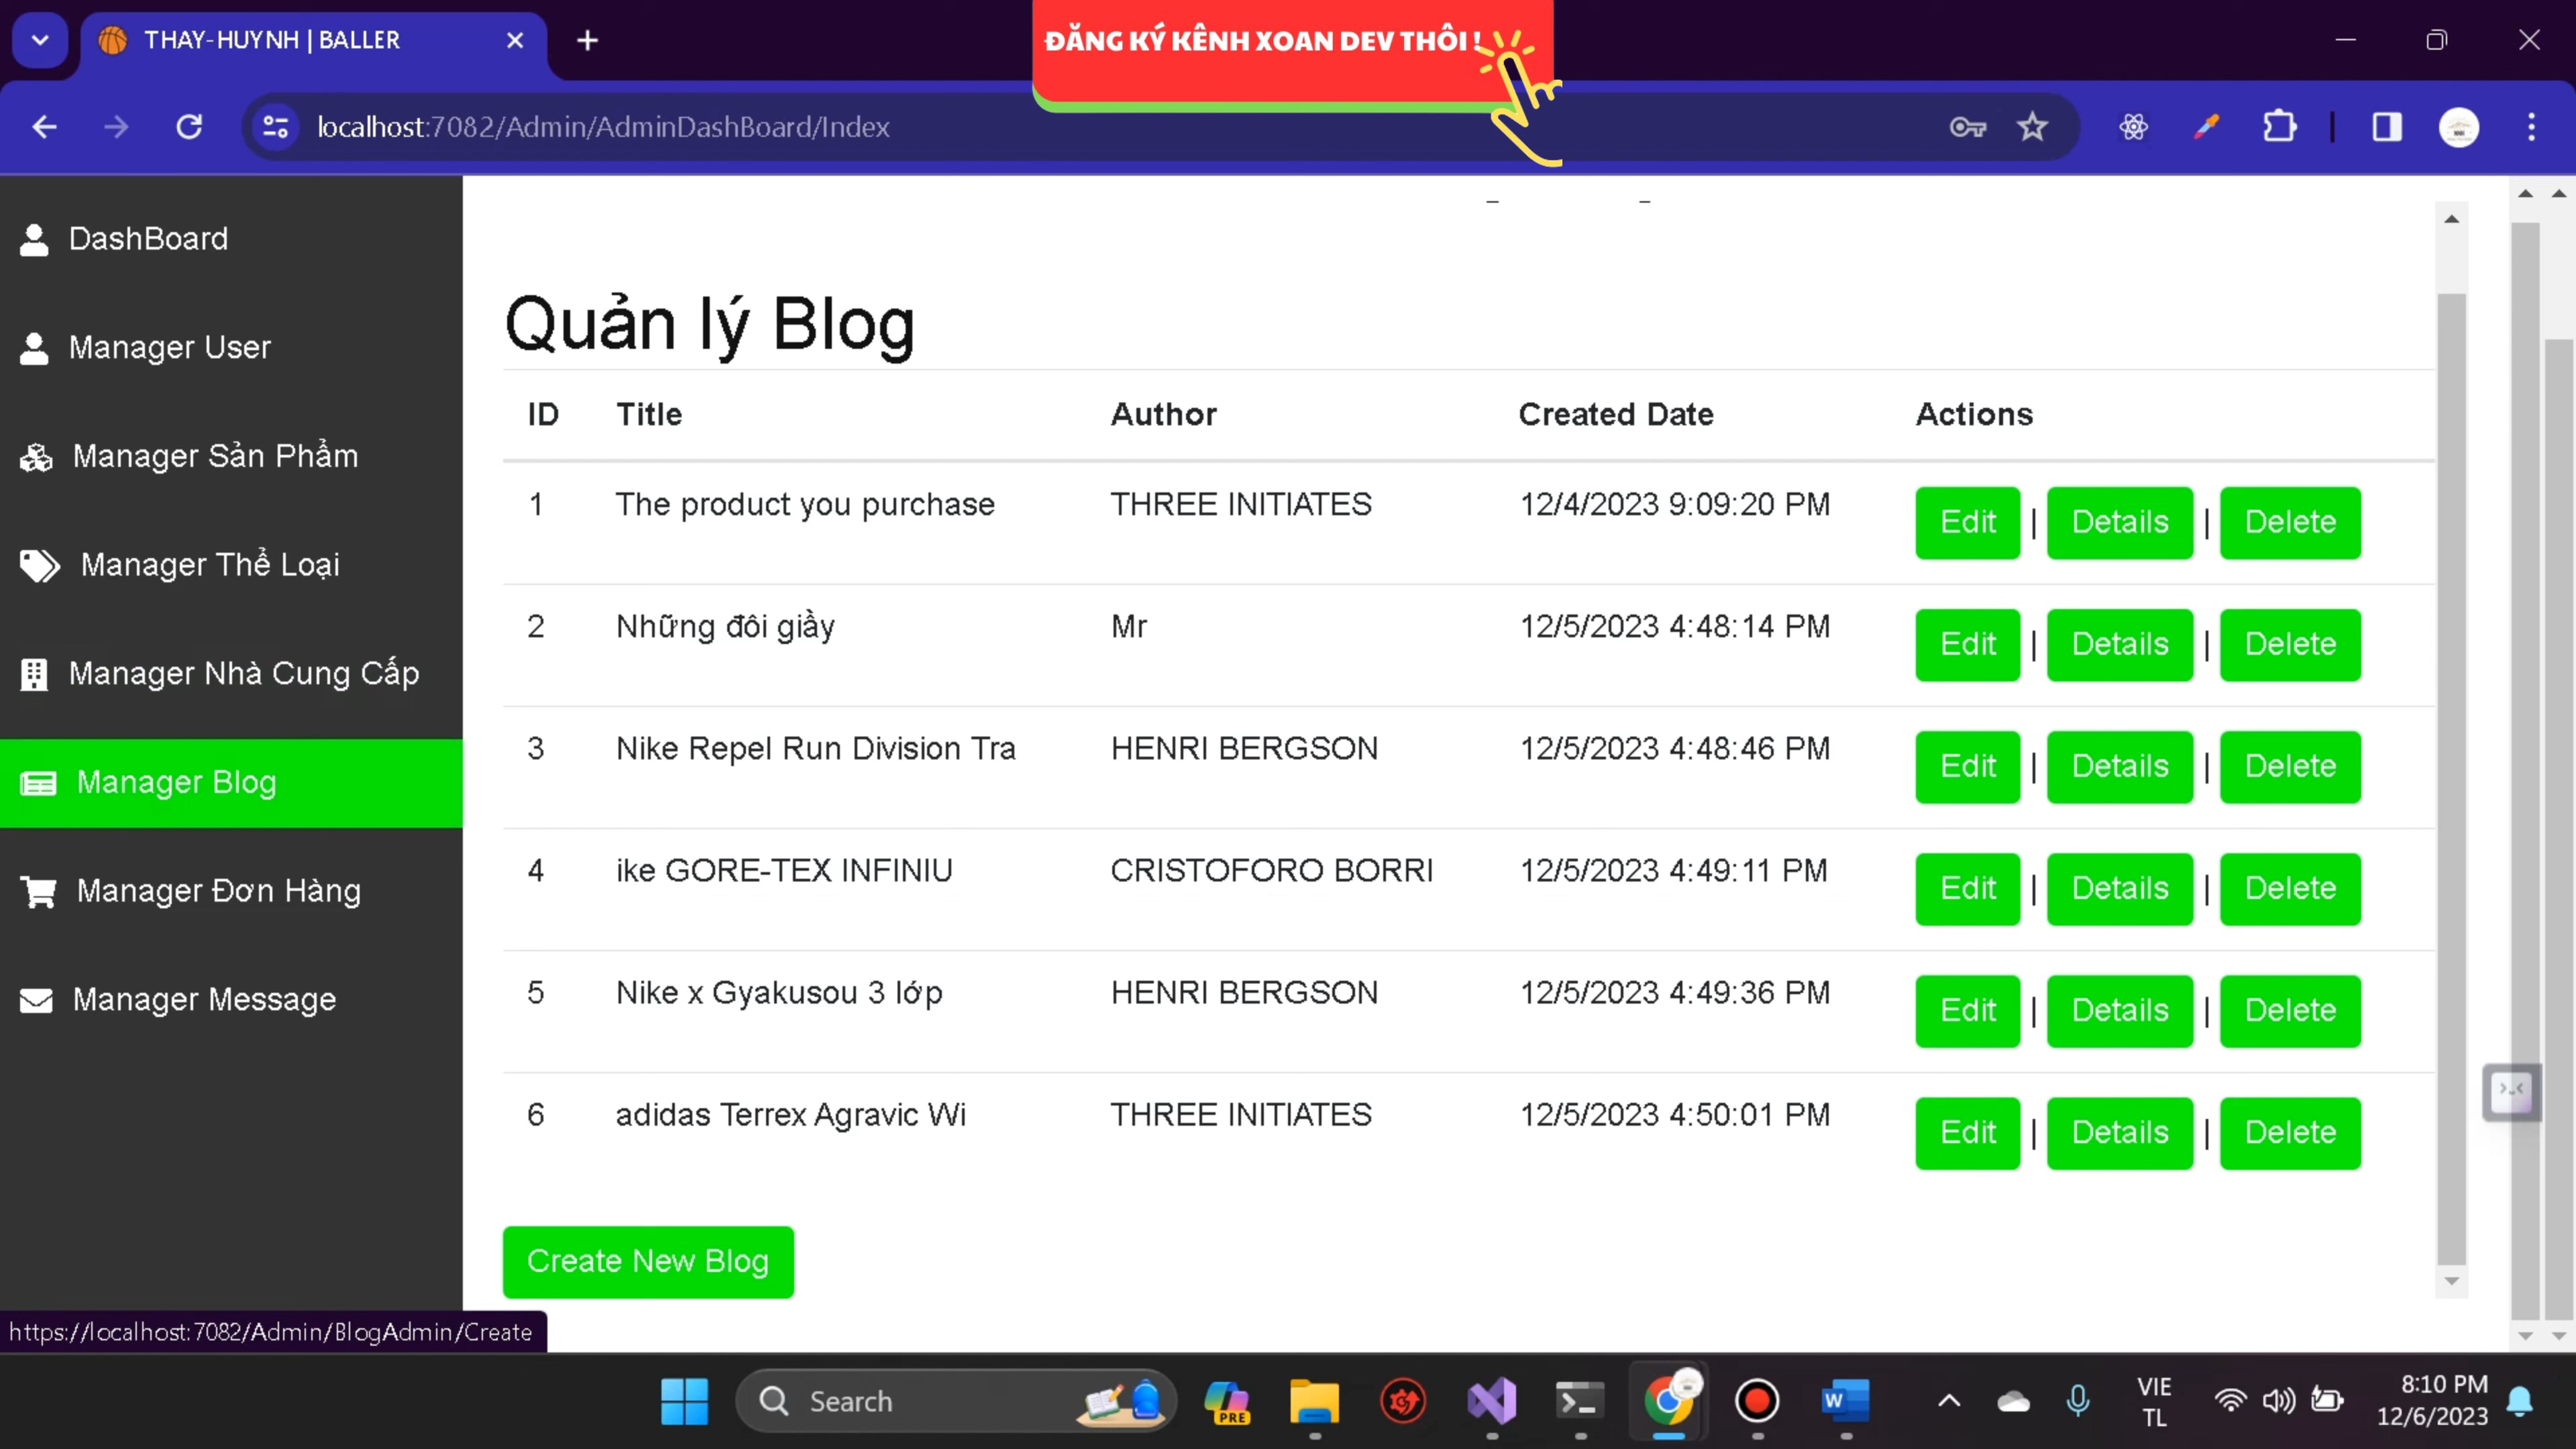 THAY-HUYNH | BALLER
ĐĂNG KÝ KÊNH XOAN DEV THÔI !
localhost:7082/Admin/AdminDashBoard/Index
DashBoard
Manager User
Manager Sản Phẩm
Manager Thể Loại
Manager Nhà Cung Cấp
Manager Blog
Manager Đơn Hàng
Manager Message
Quản lý Blog
ID Title Author Created Date Actions
1 The product you purchase THREE INITIATES 12/4/2023 9:09:20 PM Edit | Details | Delete
2 Những đôi giầy Mr 12/5/2023 4:48:14 PM Edit | Details | Delete
3 Nike Repel Run Division Tra HENRI BERGSON 12/5/2023 4:48:46 PM Edit | Details | Delete
4 ike GORE-TEX INFINIU CRISTOFORO BORRI 12/5/2023 4:49:11 PM Edit | Details | Delete
5 Nike x Gyakusou 3 lớp HENRI BERGSON 12/5/2023 4:49:36 PM Edit | Details | Delete
6 adidas Terrex Agravic Wi THREE INITIATES 12/5/2023 4:50:01 PM Edit | Details | Delete
Create New Blog
https://localhost:7082/Admin/BlogAdmin/Create
Search
PRE
W
VIE
TL
8:10 PM
12/6/2023